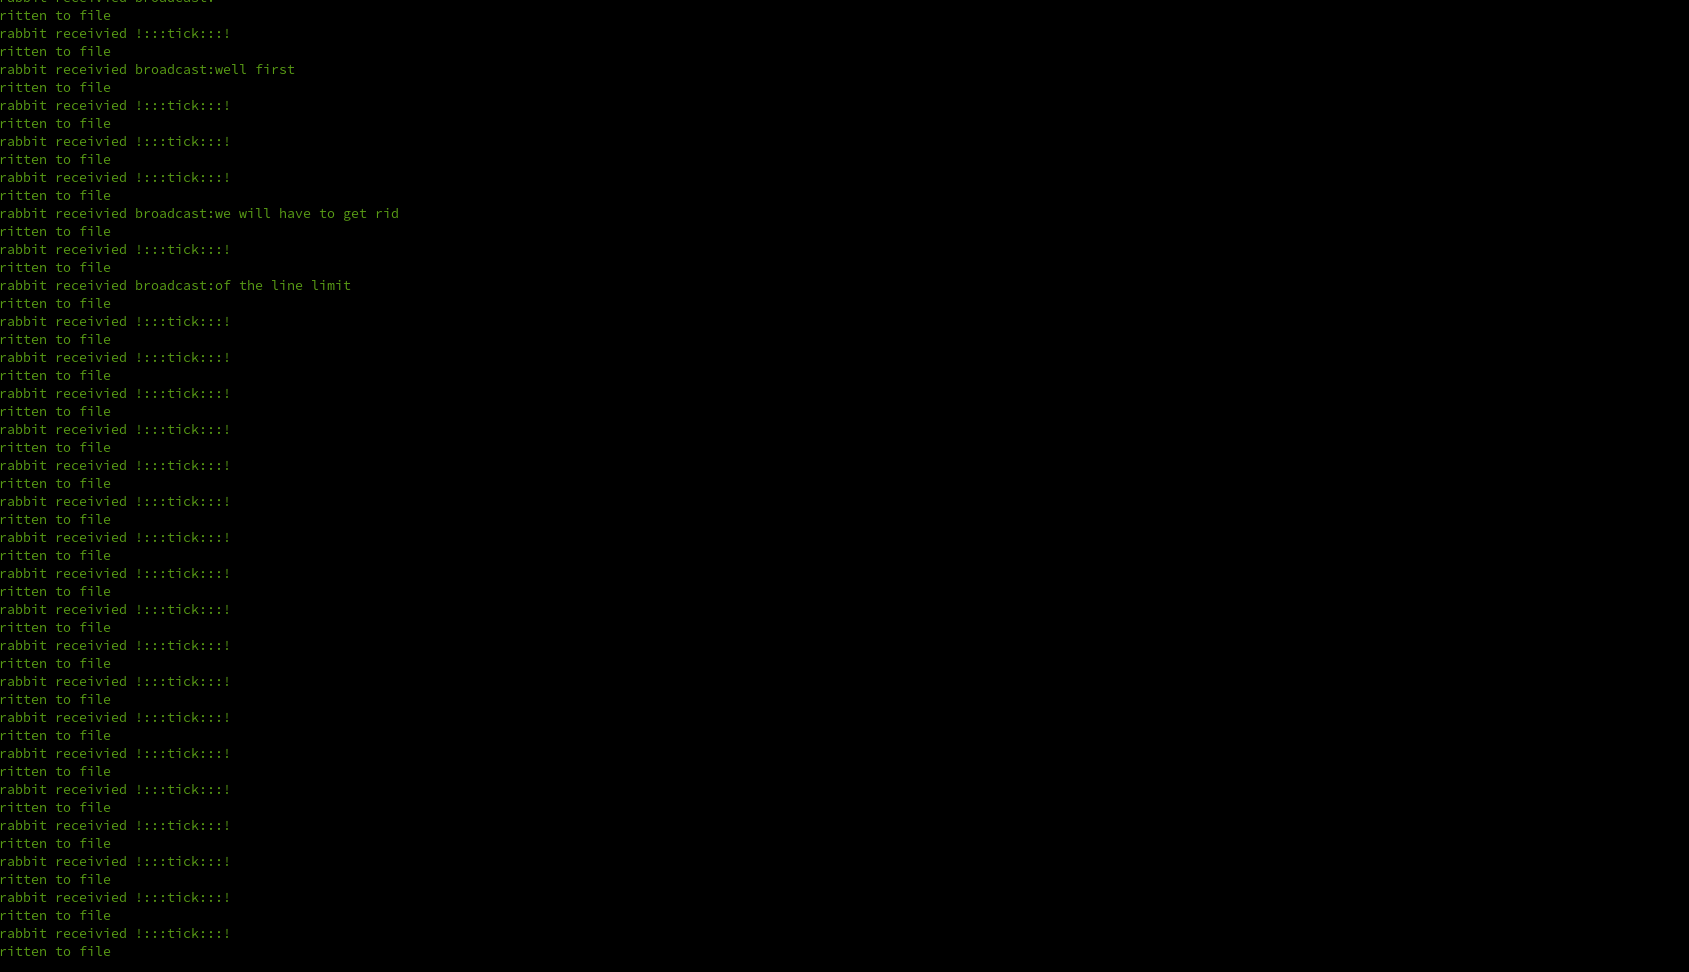 rabbit receivied broadcast:
ritten to file
rabbit receivied !:::tick:::!
ritten to file
rabbit receivied broadcast:well first
ritten to file
rabbit receivied !:::tick:::!
ritten to file
rabbit receivied !:::tick:::!
ritten to file
rabbit receivied !:::tick:::!
ritten to file
rabbit receivied broadcast:we will have to get rid
ritten to file
rabbit receivied !:::tick:::!
ritten to file
rabbit receivied broadcast:of the line limit
ritten to file
rabbit receivied !:::tick:::!
ritten to file
rabbit receivied !:::tick:::!
ritten to file
rabbit receivied !:::tick:::!
ritten to file
rabbit receivied !:::tick:::!
ritten to file
rabbit receivied !:::tick:::!
ritten to file
rabbit receivied !:::tick:::!
ritten to file
rabbit receivied !:::tick:::!
ritten to file
rabbit receivied !:::tick:::!
ritten to file
rabbit receivied !:::tick:::!
ritten to file
rabbit receivied !:::tick:::!
ritten to file
rabbit receivied !:::tick:::!
ritten to file
rabbit receivied !:::tick:::!
ritten to file
rabbit receivied !:::tick:::!
ritten to file
rabbit receivied !:::tick:::!
ritten to file
rabbit receivied !:::tick:::!
ritten to file
rabbit receivied !:::tick:::!
ritten to file
rabbit receivied !:::tick:::!
ritten to file
rabbit receivied !:::tick:::!
ritten to file